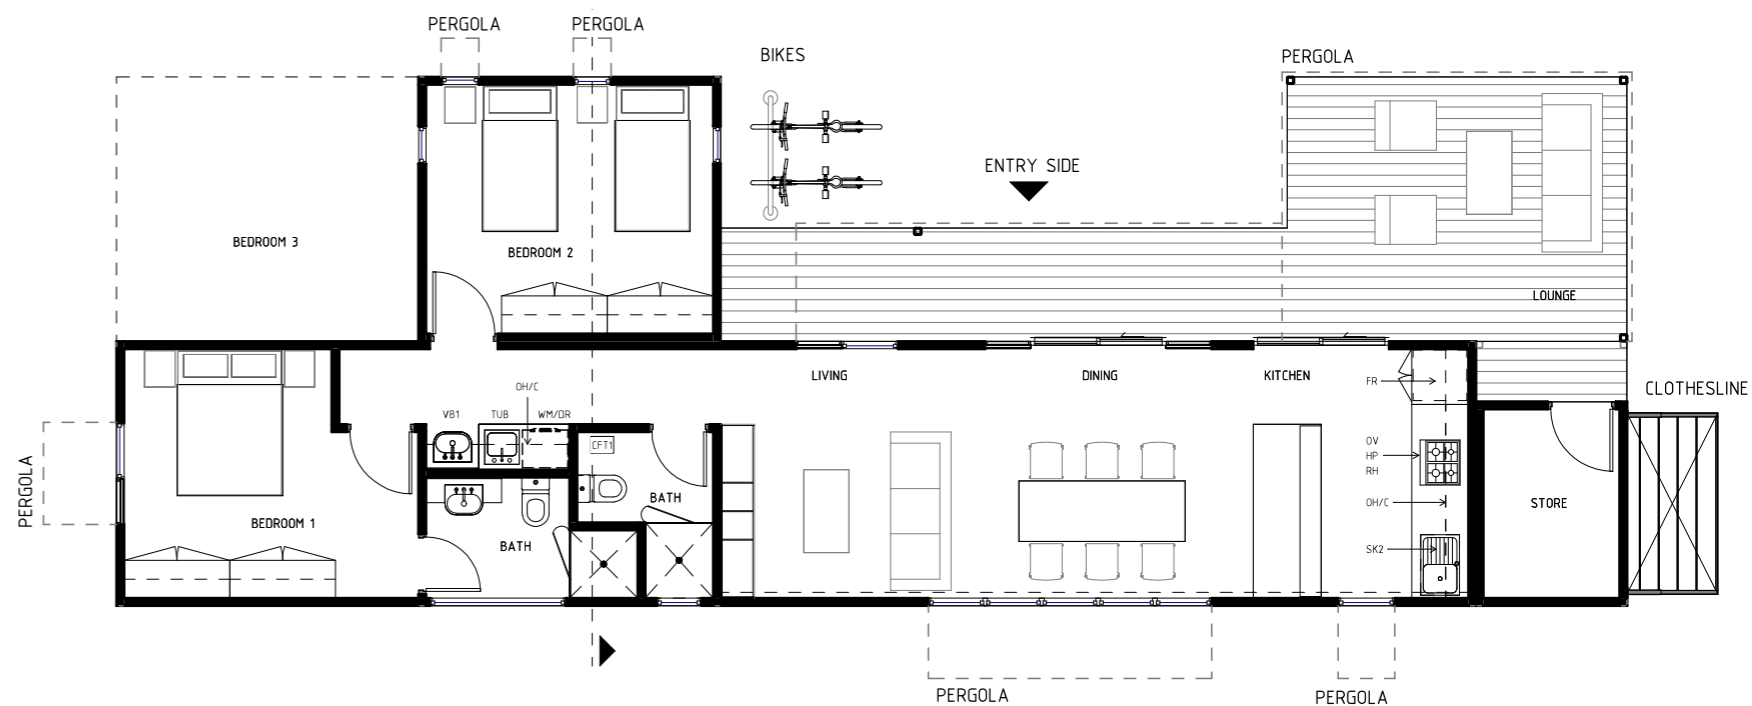 PERGOLA
PERGOLA
BIKES
PERGOLA
ENTRY SIDE
BEDROOM 3
BEDROOM 2
LOUNGE
LIVING
DINING
KITCHEN
FR
CLOTHESLINE
OH/C
VB1
TUB
WM/DR
CFT1
OV
HP
RH
PERGOLA
BATH
OH/C
STORE
BEDROOM 1
BATH
SK2
PERGOLA
PERGOLA